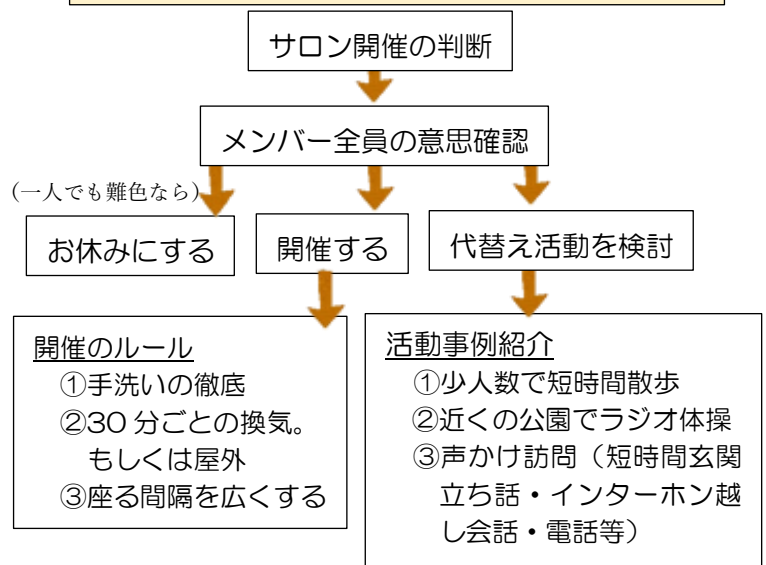 サロン開催の判断
メンバー全員の意思確認
(一人でも難色なら)
お休みにする
開催する
代替え活動を検討
開催のルール
①手洗いの徹底
②30 分ごとの換気。
もしくは屋外
③座る間隔を広くする
活動事例紹介
①少人数で短時間散歩
②近くの公園でラジオ体操
③声かけ訪問（短時間玄関
立ち話・インターホン越
し会話・電話等）